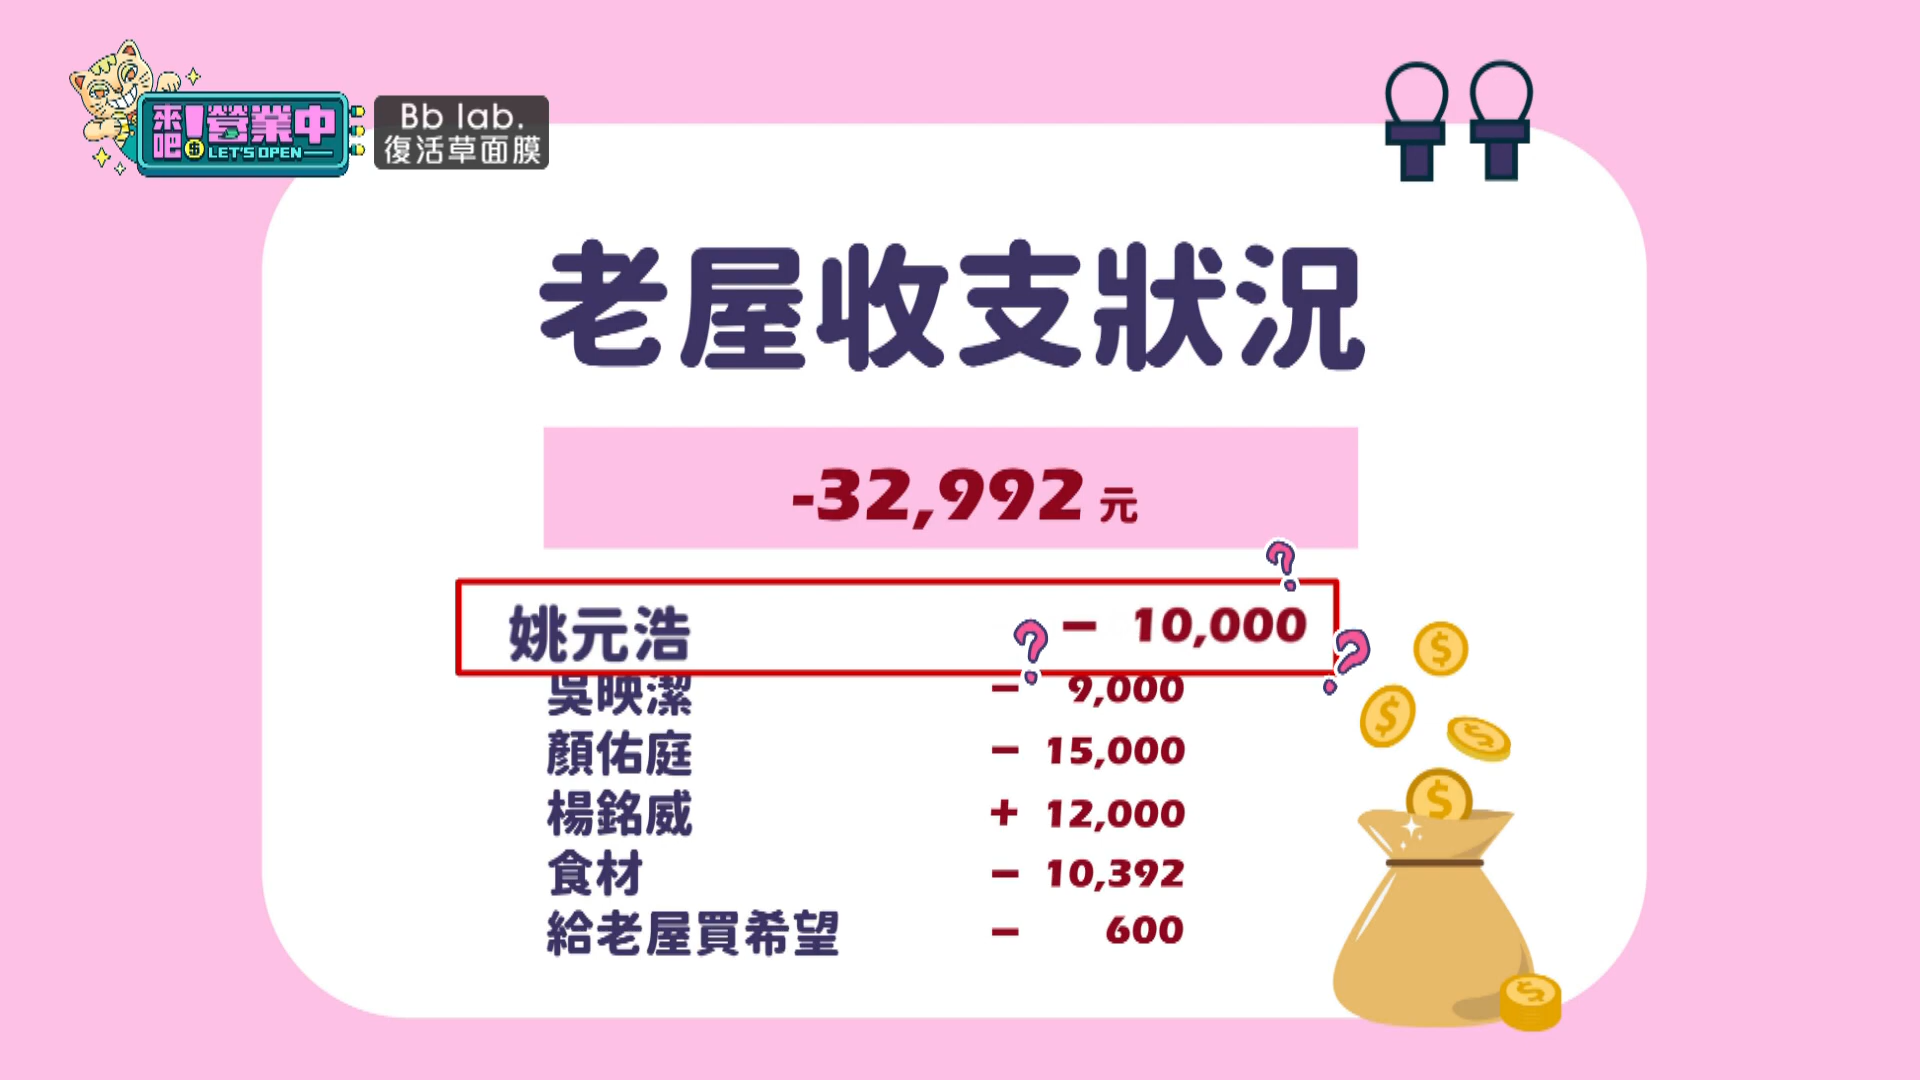 來吧!營業中
LET'S OPEN
Bb lab.
復活草面膜
老屋收支狀況
-32,992 元
姚元浩 － 10,000
吳映潔 － 9,000
顏佑庭 － 15,000
楊銘威 ＋ 12,000
食材 － 10,392
給老屋買希望 － 600